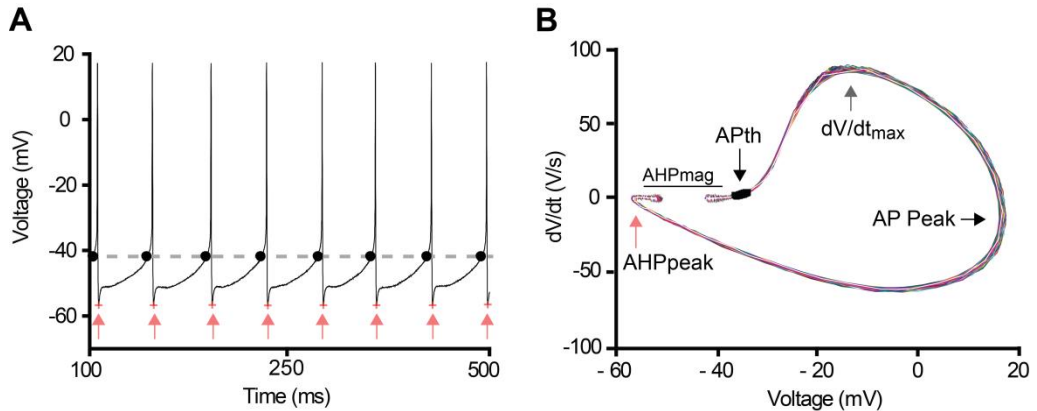 A
Voltage (mV)
20
0
-20
-40
-60
100
250
500
Time (ms)
B
dV/dt (V/s)
100
50
0
-50
-100
APth
AHPmag
dV/dtmax
AP Peak
AHPpeak
- 60
- 40
- 20
0
20
Voltage (mV)